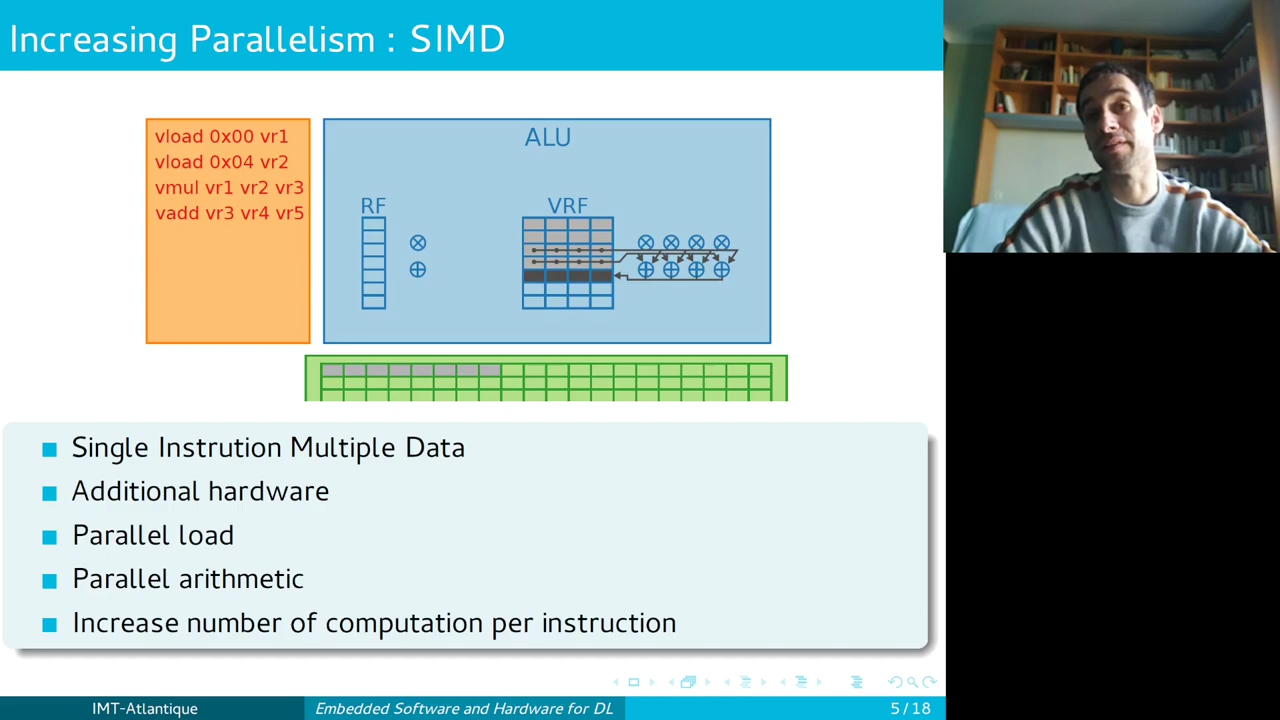 Increasing Parallelism : SIMD
vload 0x00 vr1
vload 0x04 vr2
vmul vr1 vr2 vr3
vadd vr3 vr4 vr5
ALU
RF
VRF
Single Instrution Multiple Data
Additional hardware
Parallel load
Parallel arithmetic
Increase number of computation per instruction
IMT-Atlantique
Embedded Software and Hardware for DL
5 / 18